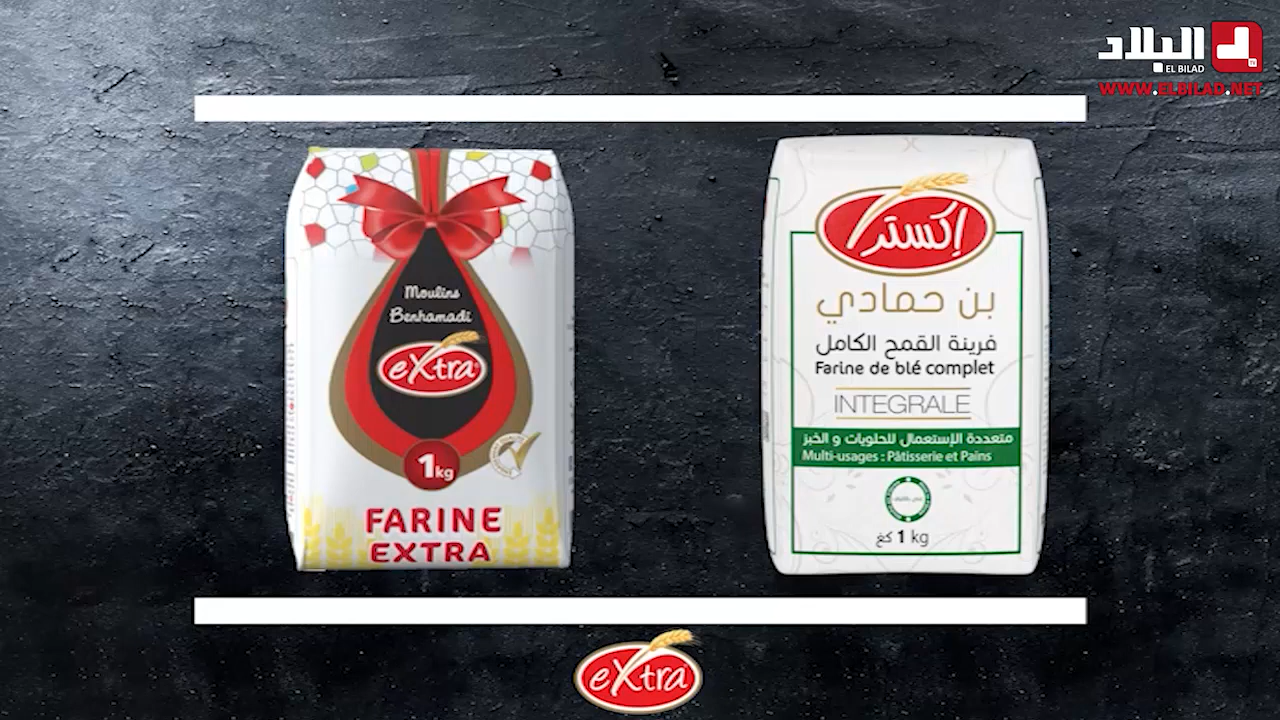 البلاد
EL BILAD
WWW.ELBILAD.NET
Moulins
Benhamadi
eXtra
1kg
FARINE
EXTRA
إكسترا
بن حمادي
فرينة القمح الكامل
Farine de blé complet
INTEGRALE
متعددة الإستعمال للحلويات و الخبز
Multi-usages : Pâtisserie et Pains
1 kg كغ
eXtra